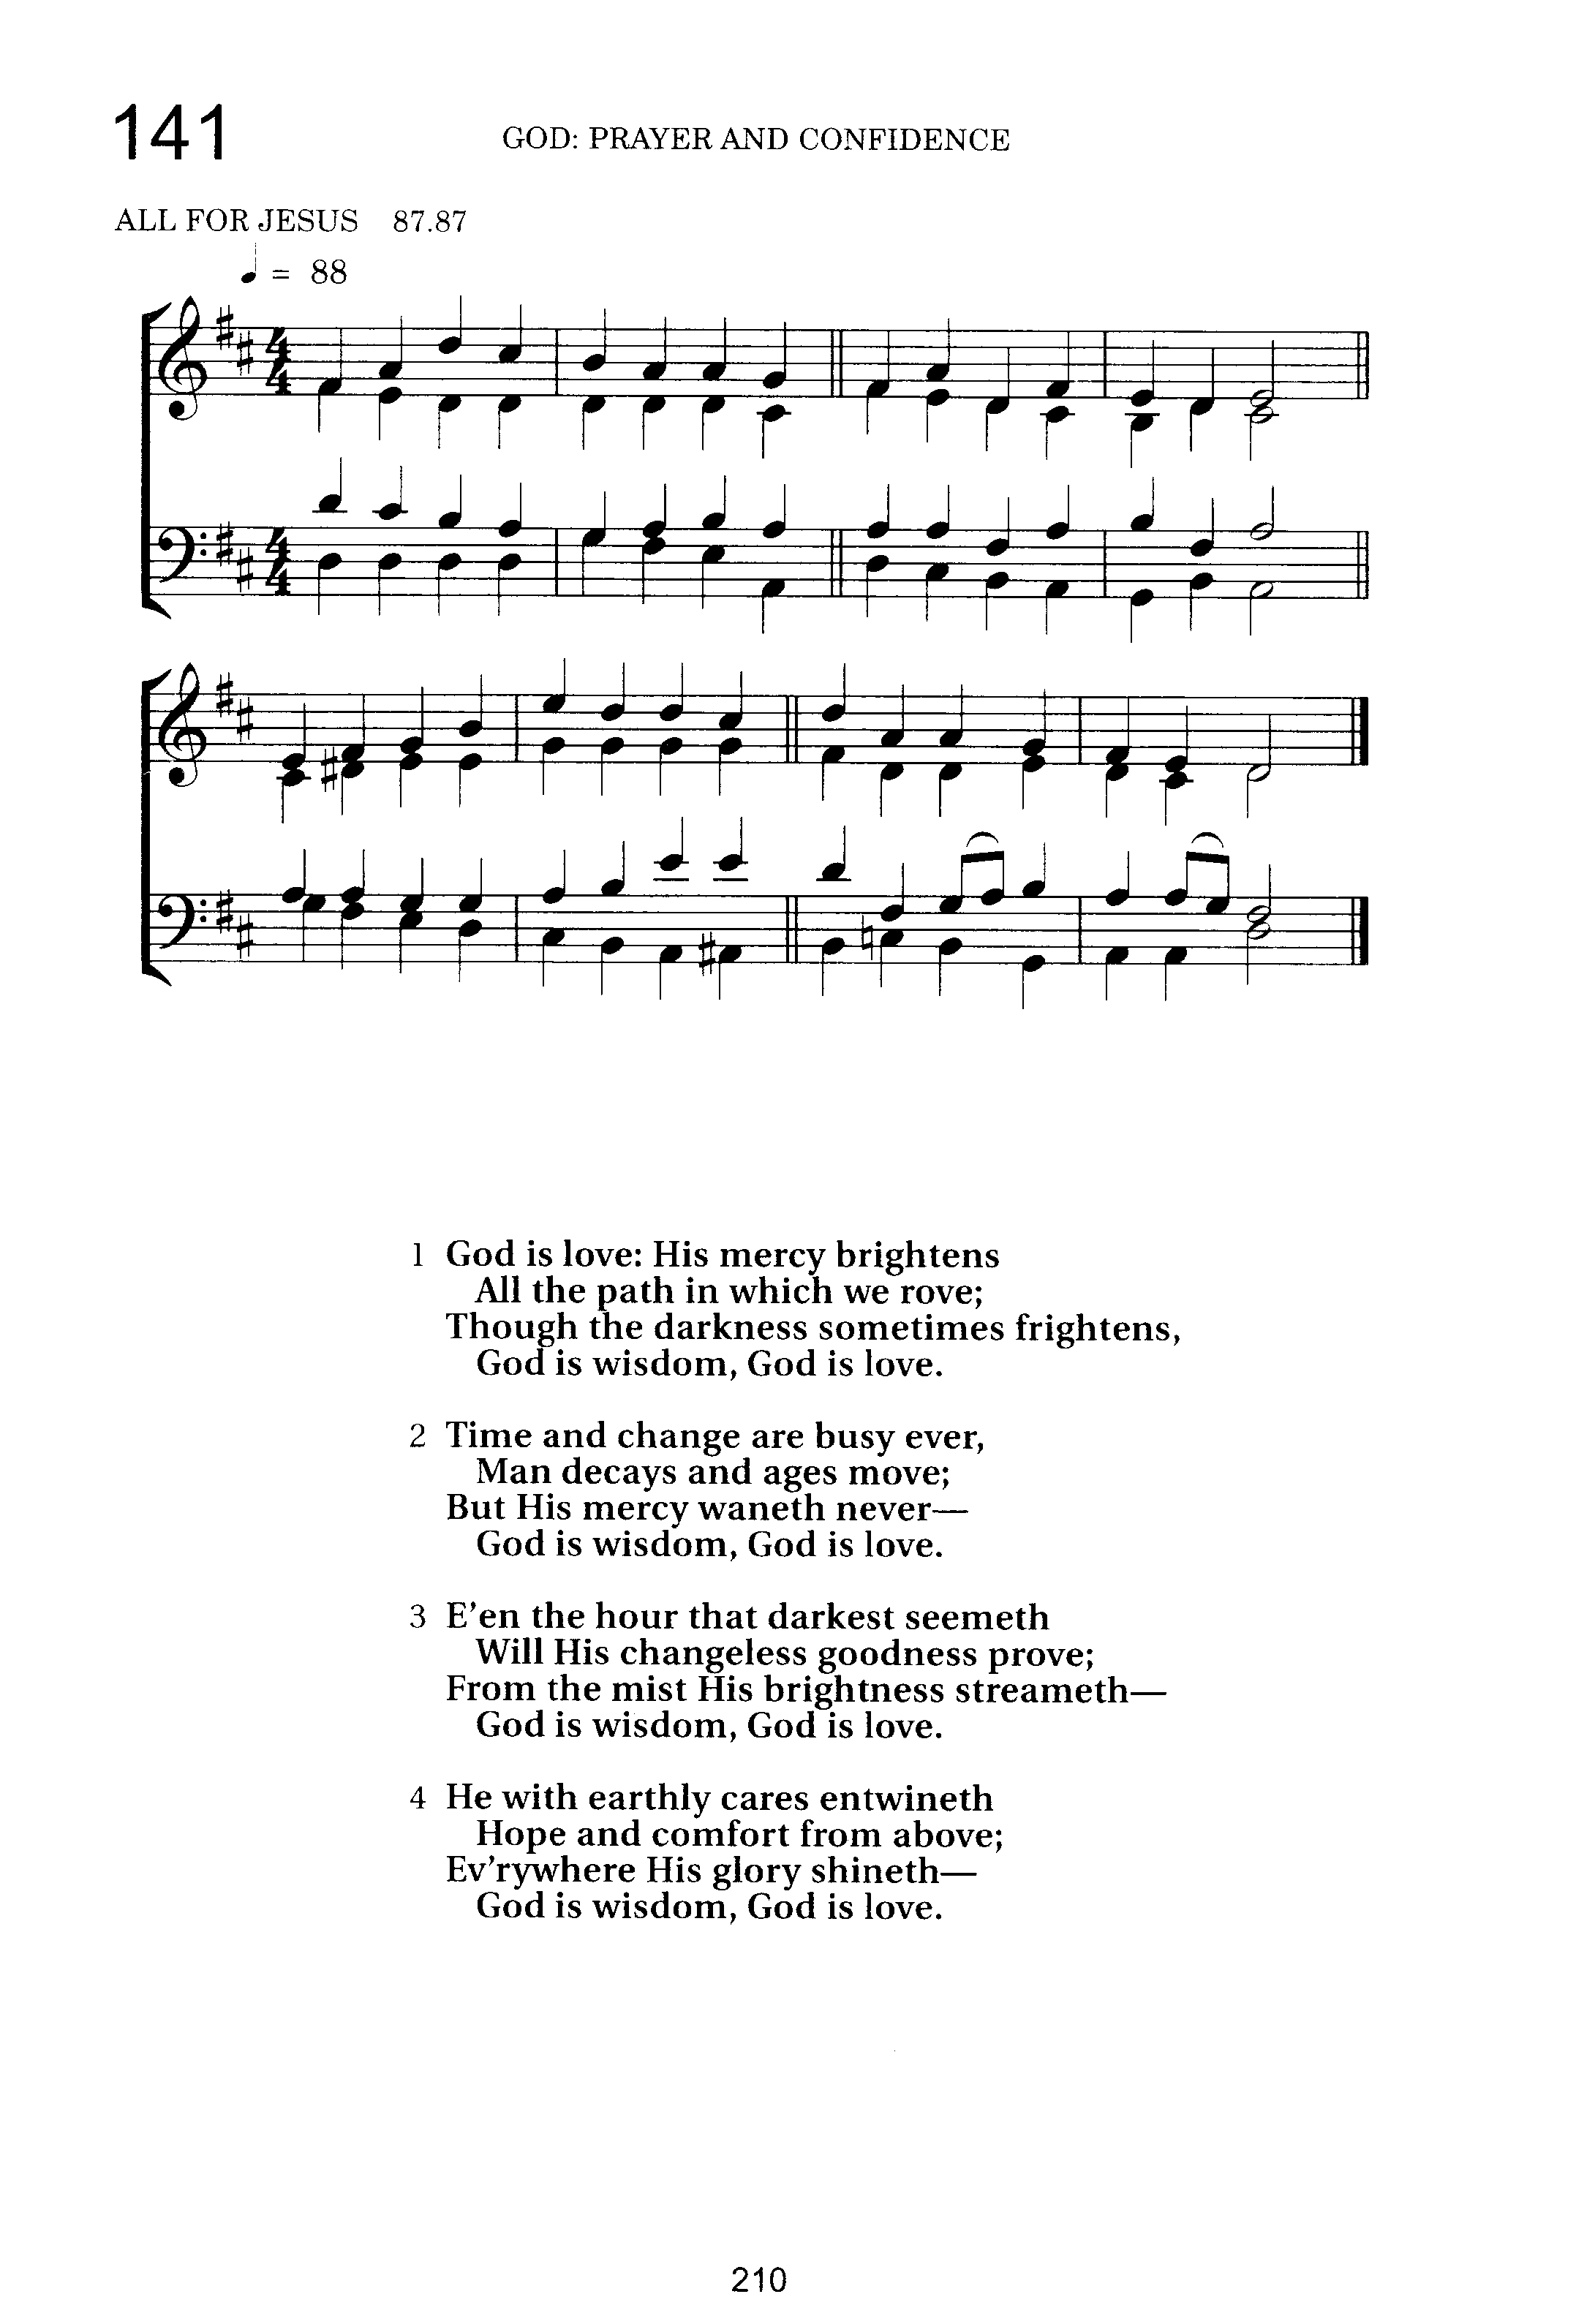 141
GOD: PRAYER AND CONFIDENCE
ALL FOR JESUS 87.87
♩ = 88
4
4
4
4
1 God is love: His mercy brightens
All the path in which we rove;
Though the darkness sometimes frightens,
God is wisdom, God is love.
2 Time and change are busy ever,
Man decays and ages move;
But His mercy waneth never—
God is wisdom, God is love.
3 E’en the hour that darkest seemeth
Will His changeless goodness prove;
From the mist His brightness streameth—
God is wisdom, God is love.
4 He with earthly cares entwineth
Hope and comfort from above;
Ev’rywhere His glory shineth—
God is wisdom, God is love.
210